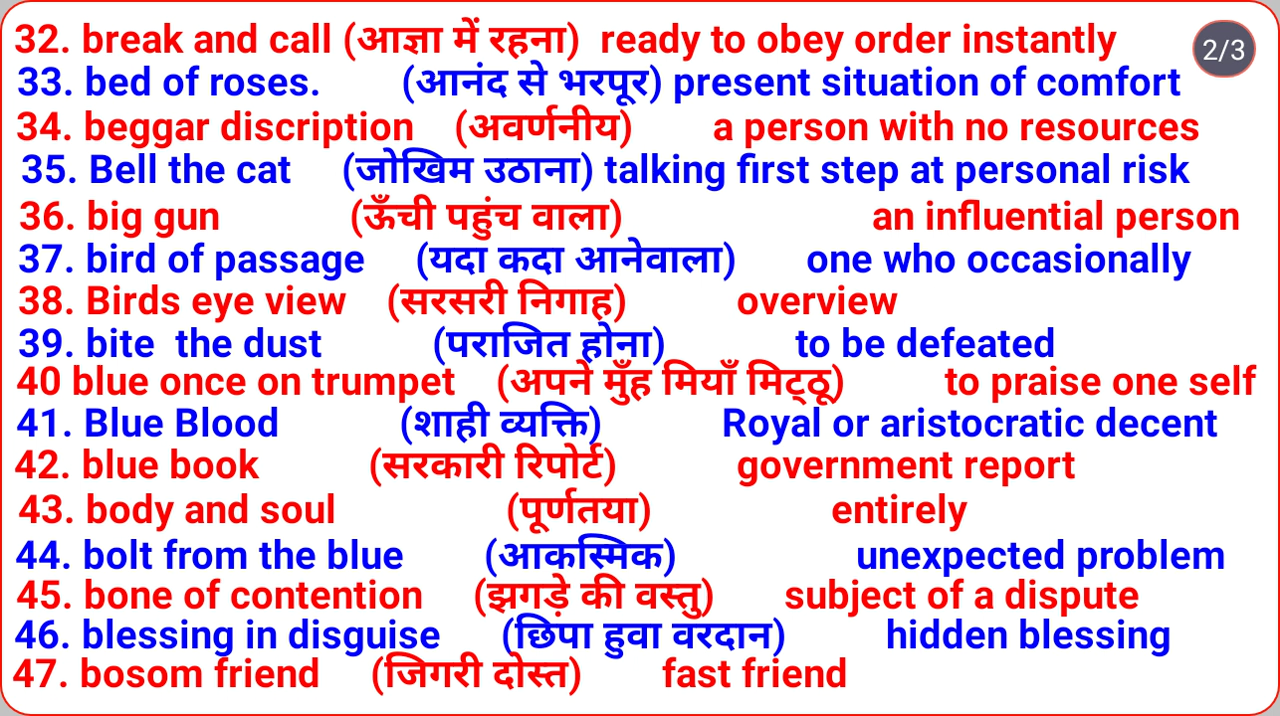 32. break and call (आज्ञा में रहना) ready to obey order instantly
2/3
33. bed of roses. (आनंद से भरपूर) present situation of comfort
34. beggar discription (अवर्णनीय) a person with no resources
35. Bell the cat (जोखिम उठाना) talking first step at personal risk
36. big gun (ऊँची पहुंच वाला) an influential person
37. bird of passage (यदा कदा आनेवाला) one who occasionally
38. Birds eye view (सरसरी निगाह) overview
39. bite the dust (पराजित होना) to be defeated
40 blue once on trumpet (अपने मुँह मियाँ मिट्ठू) to praise one self
41. Blue Blood (शाही व्यक्ति) Royal or aristocratic decent
42. blue book (सरकारी रिपोर्ट) government report
43. body and soul (पूर्णतया) entirely
44. bolt from the blue (आकस्मिक) unexpected problem
45. bone of contention (झगड़े की वस्तु) subject of a dispute
46. blessing in disguise (छिपा हुवा वरदान) hidden blessing
47. bosom friend (जिगरी दोस्त) fast friend